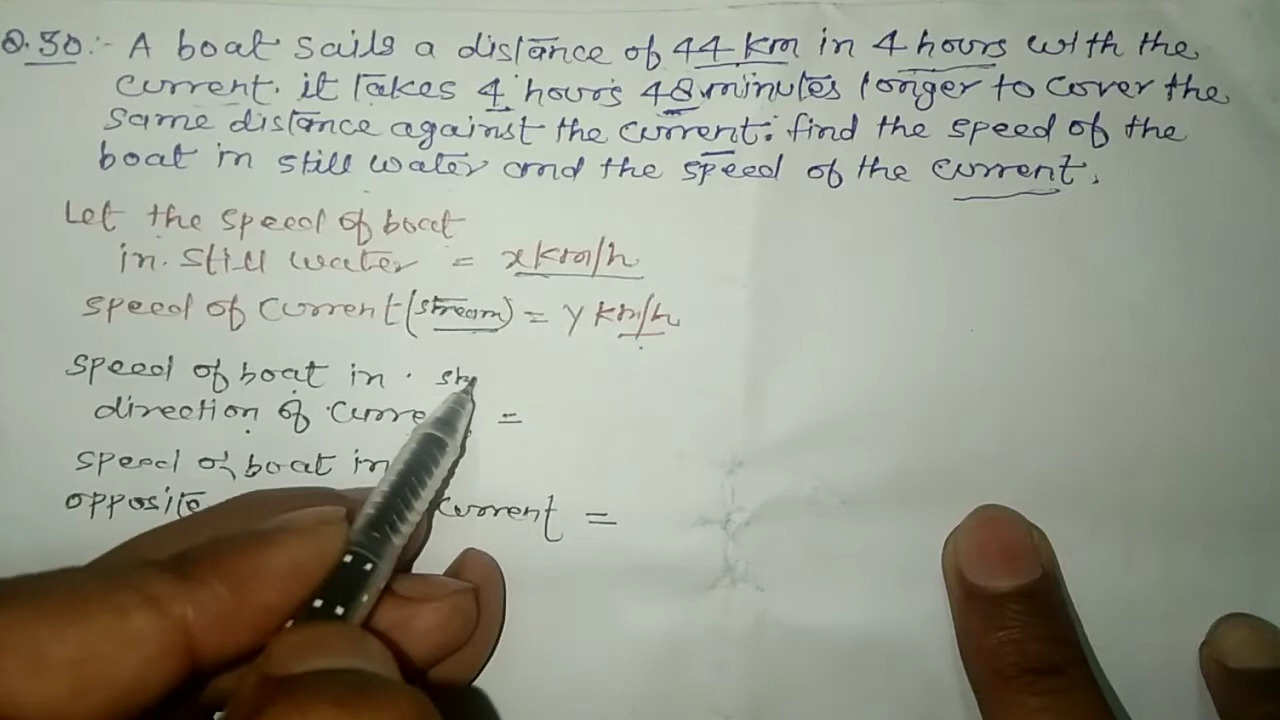 Q.30:- A boat sails a distance of 44 km in 4 hours with the
current. it takes 4 hours 48 minutes longer to cover the
same distance against the current. find the speed of the
boat in still water and the speed of the current.
Let the speed of boat
in still water = x km/h
speed of current (stream) = y km/h
speed of boat in
direction of curre =
speed of boat in
opposite current =